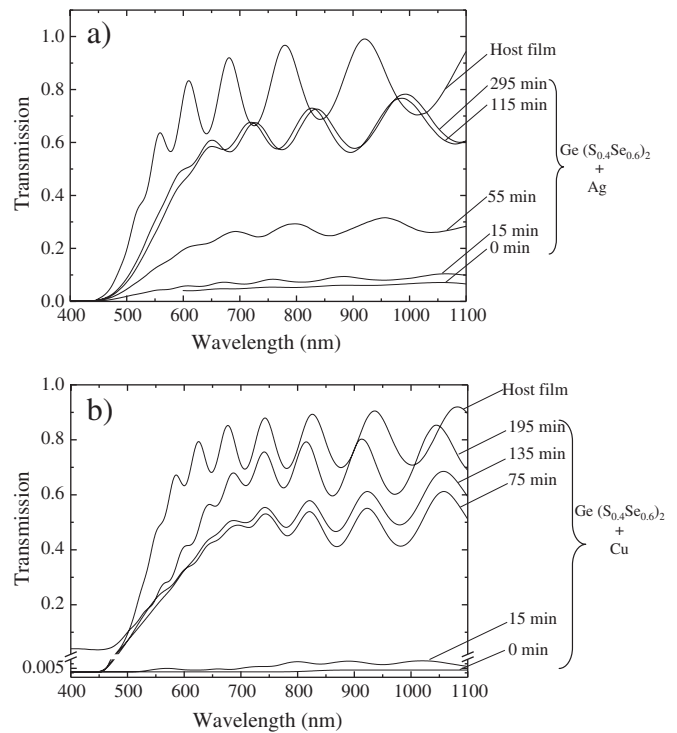 a)
Transmission
1.0
0.8
0.6
0.4
0.2
0.0
400 500 600 700 800 900 1000 1100
Wavelength (nm)
Host film
295 min
115 min
55 min
15 min
0 min
Ge (S0.4Se0.6)2
+
Ag
b)
Transmission
1.0
0.8
0.6
0.4
0.2
0.005
400 500 600 700 800 900 1000 1100
Wavelength (nm)
Host film
195 min
135 min
75 min
15 min
0 min
Ge (S0.4Se0.6)2
+
Cu